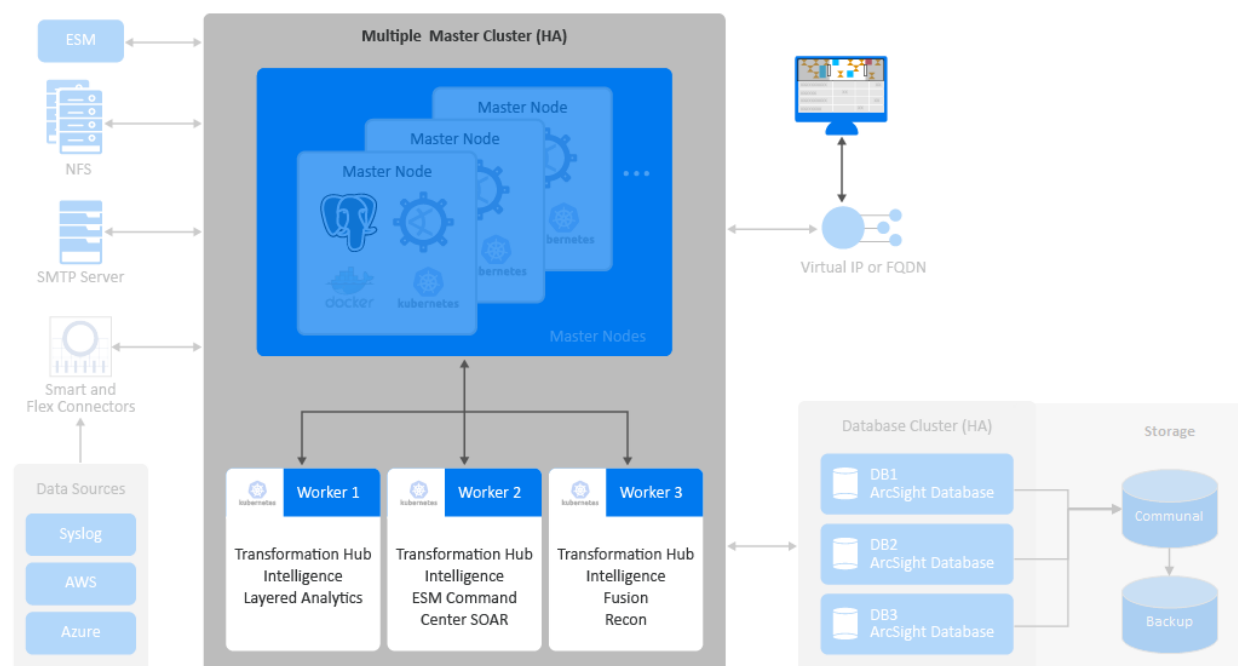 ESM
NFS
SMTP Server
Smart and
Flex Connectors
Data Sources
Syslog
AWS
Azure
Multiple Master Cluster (HA)
Master Node
Master Node
Master Node
docker
kubernetes
kubernetes
bernetes
...
Master Nodes
kubernetes
Worker 1
Transformation Hub
Intelligence
Layered Analytics
kubernetes
Worker 2
Transformation Hub
Intelligence
ESM Command
Center SOAR
kubernetes
Worker 3
Transformation Hub
Intelligence
Fusion
Recon
Virtual IP or FQDN
Database Cluster (HA)
DB1
ArcSight Database
DB2
ArcSight Database
DB3
ArcSight Database
Storage
Communal
Backup